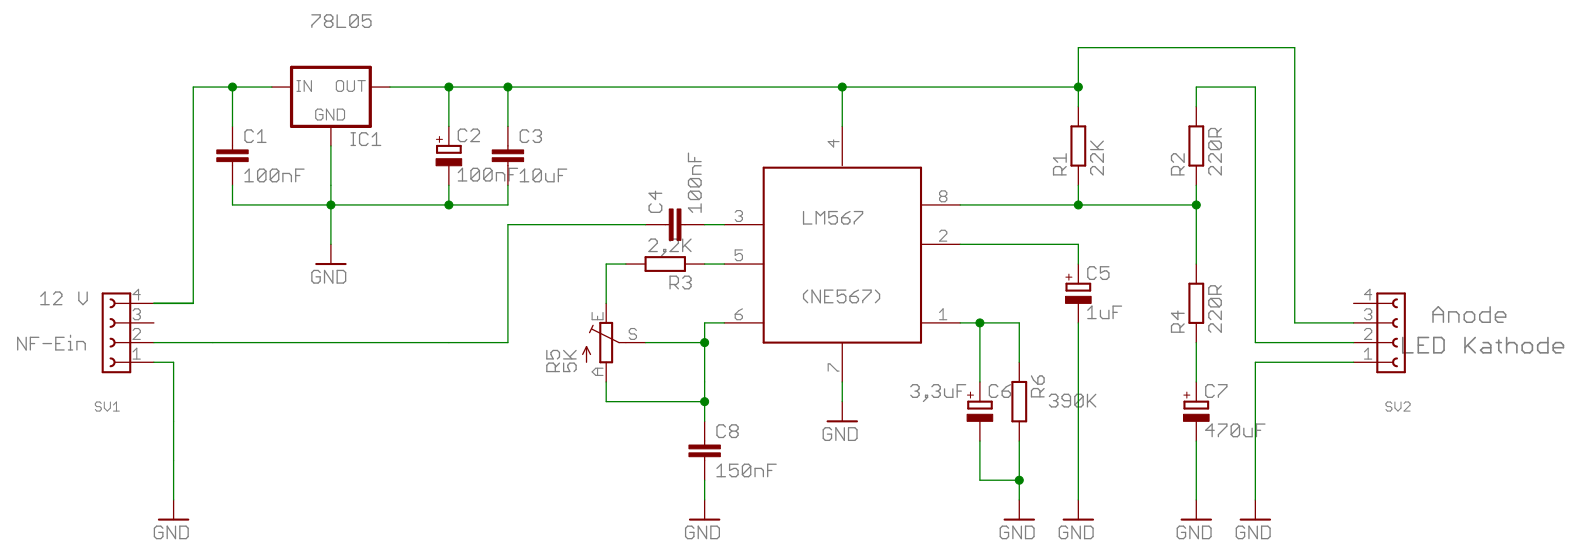 78L05
IN OUT
GND
IC1
C1
100nF
+
C2
100nF
C3
10uF
GND
12 V
NF-Ein
4
3
2
1
SV1
GND
C4
100nF
2,2K
R3
E
S
A
R5
5K
C8
150nF
GND
LM567
(NE567)
4
3
5
6
7
8
2
1
GND
R1
22K
R2
220R
+
C5
1uF
3,3uF
+
C6
R6
390K
GND
GND
R4
220R
+
C7
470uF
GND
GND
4
3
2
1
Anode
LED Kathode
SV2